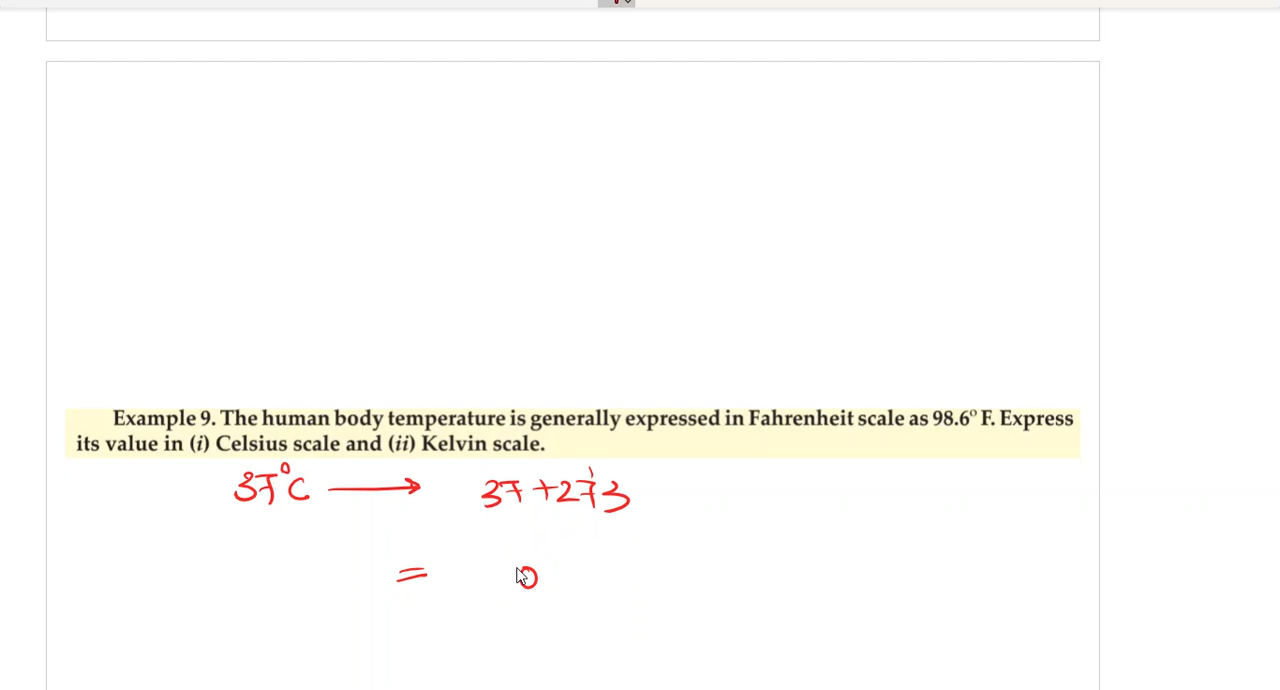 Example 9. The human body temperature is generally expressed in Fahrenheit scale as 98.6° F. Express
its value in (i) Celsius scale and (ii) Kelvin scale.
37°C ⟶ 37 + 273
= 0